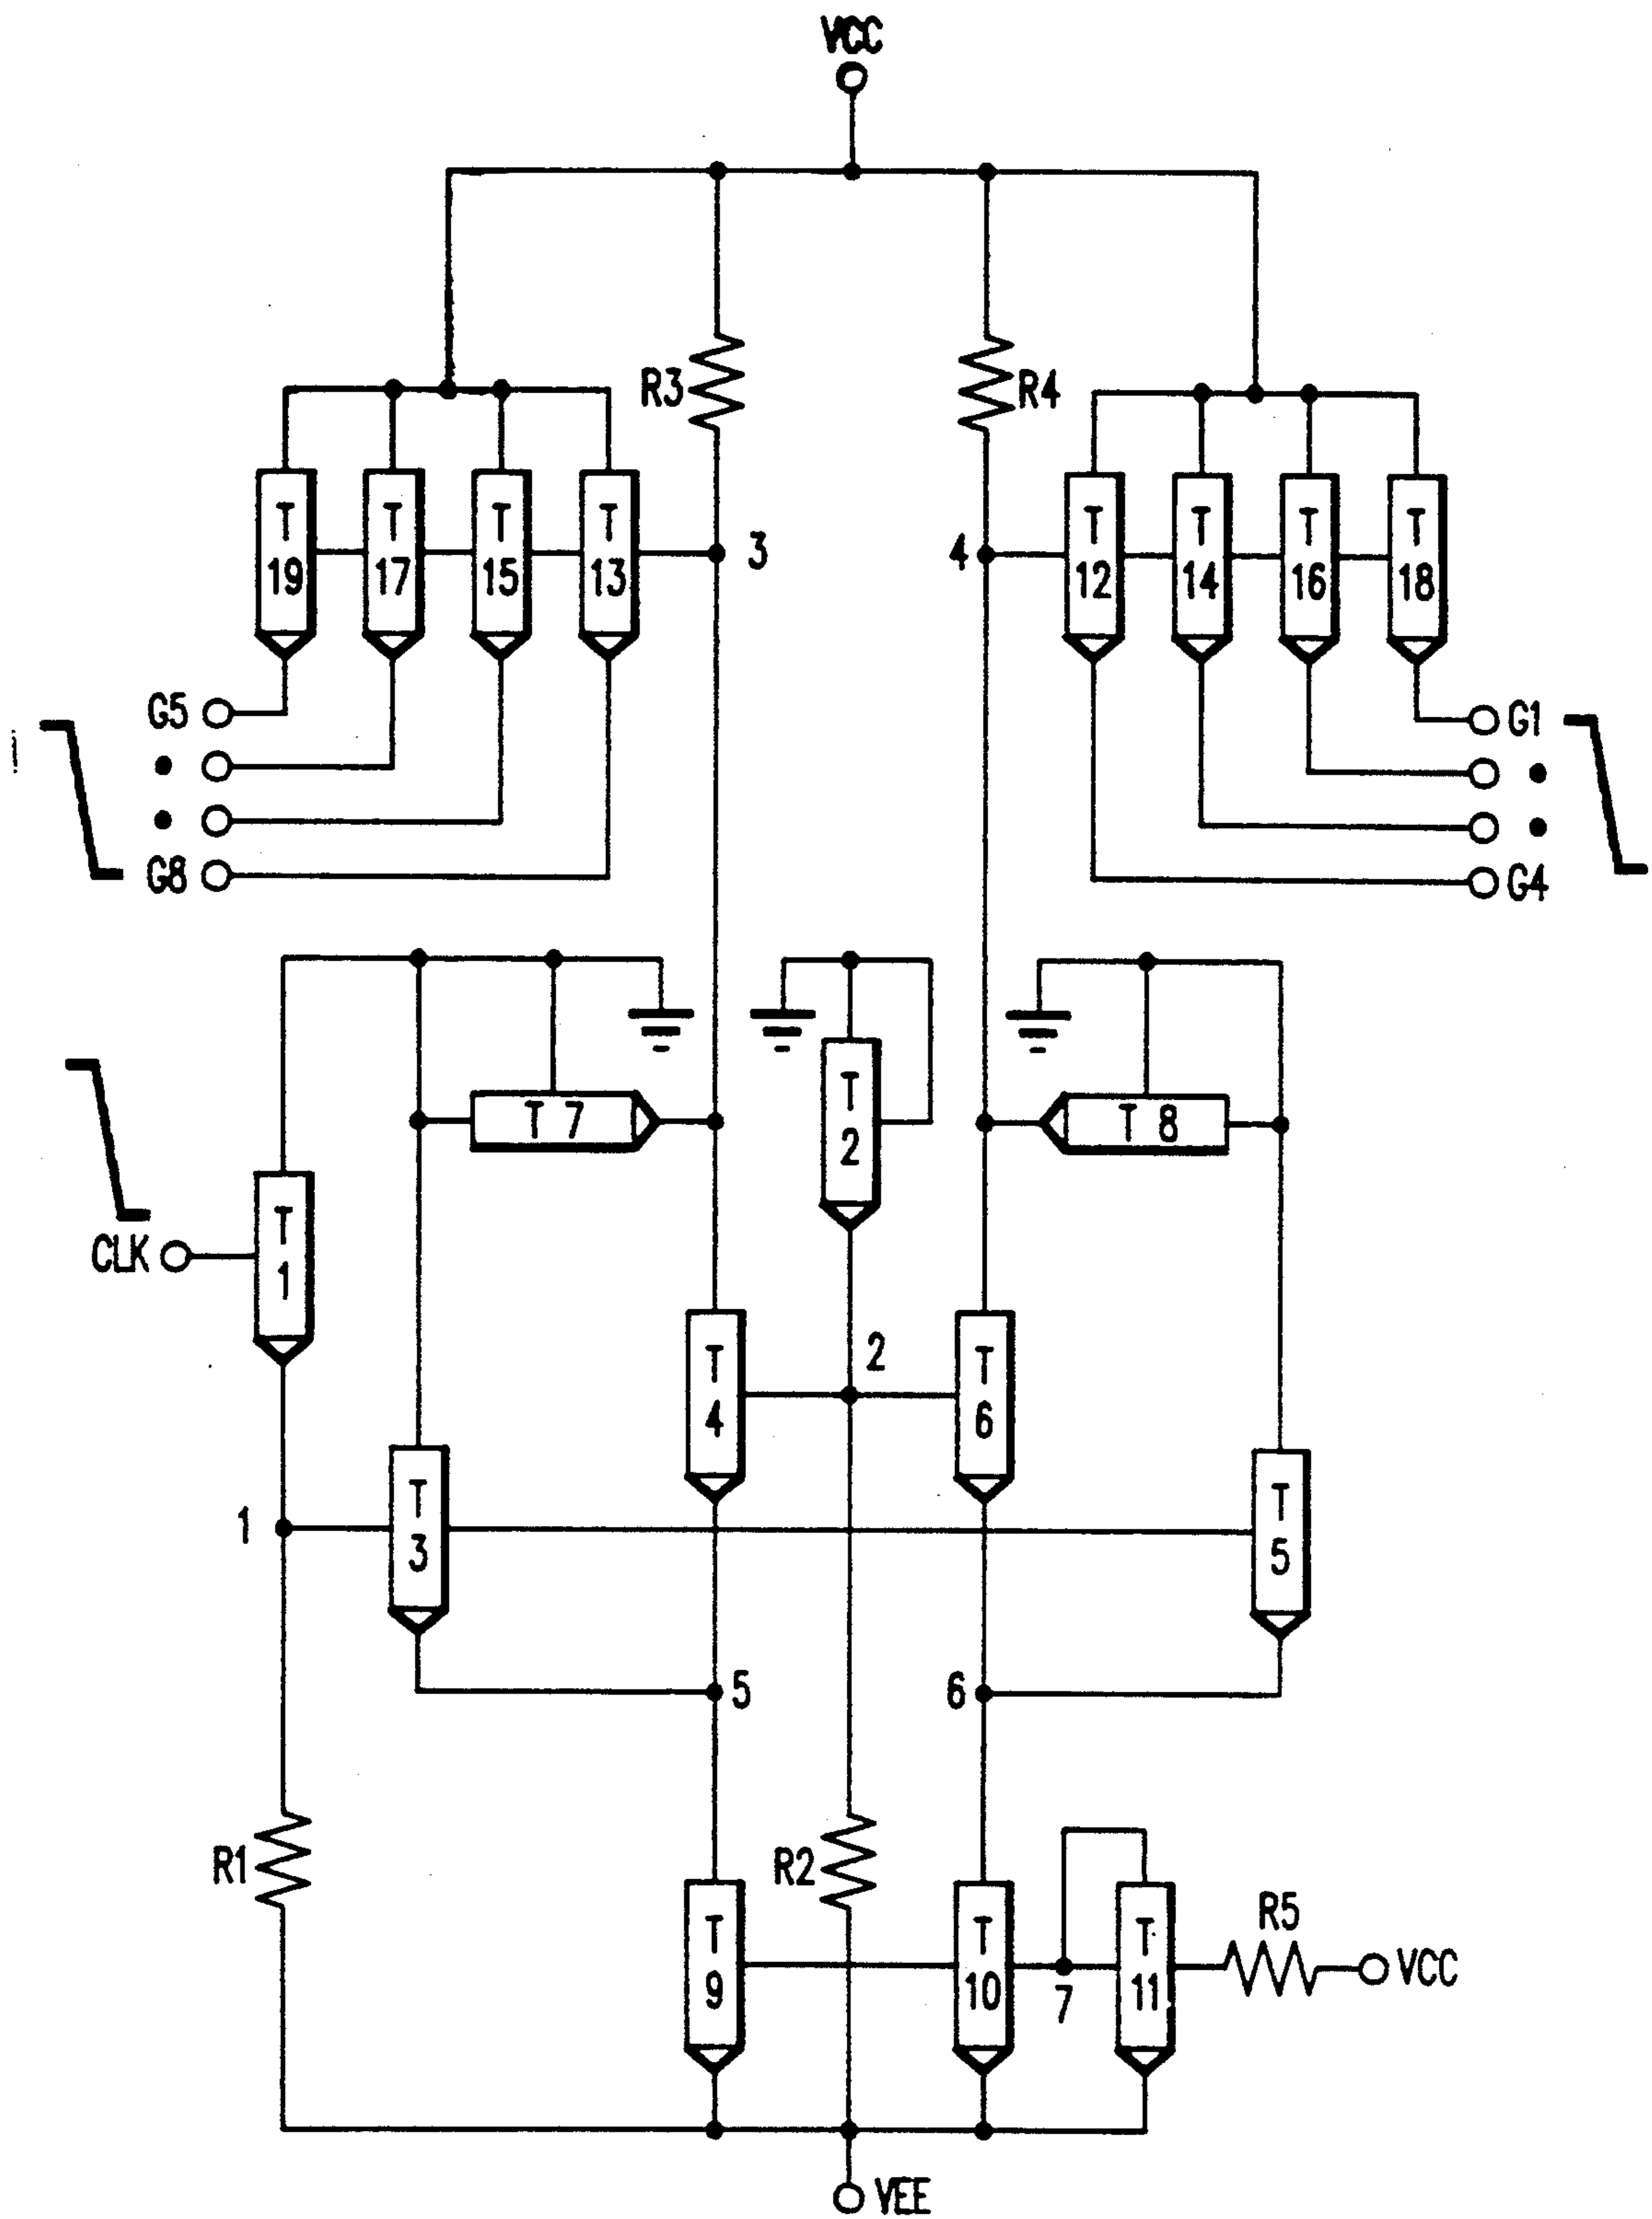 VCC
R3
R4
T 19
T 17
T 15
T 13
3
4
T 12
T 14
T 16
T 18
G5
G8
G1
G4
T 7
T 2
T 8
CLK
T 1
T 4
2
T 6
1
T 3
T 5
5
6
R1
R2
T 9
T 10
7
T 11
R5
VCC
VEE